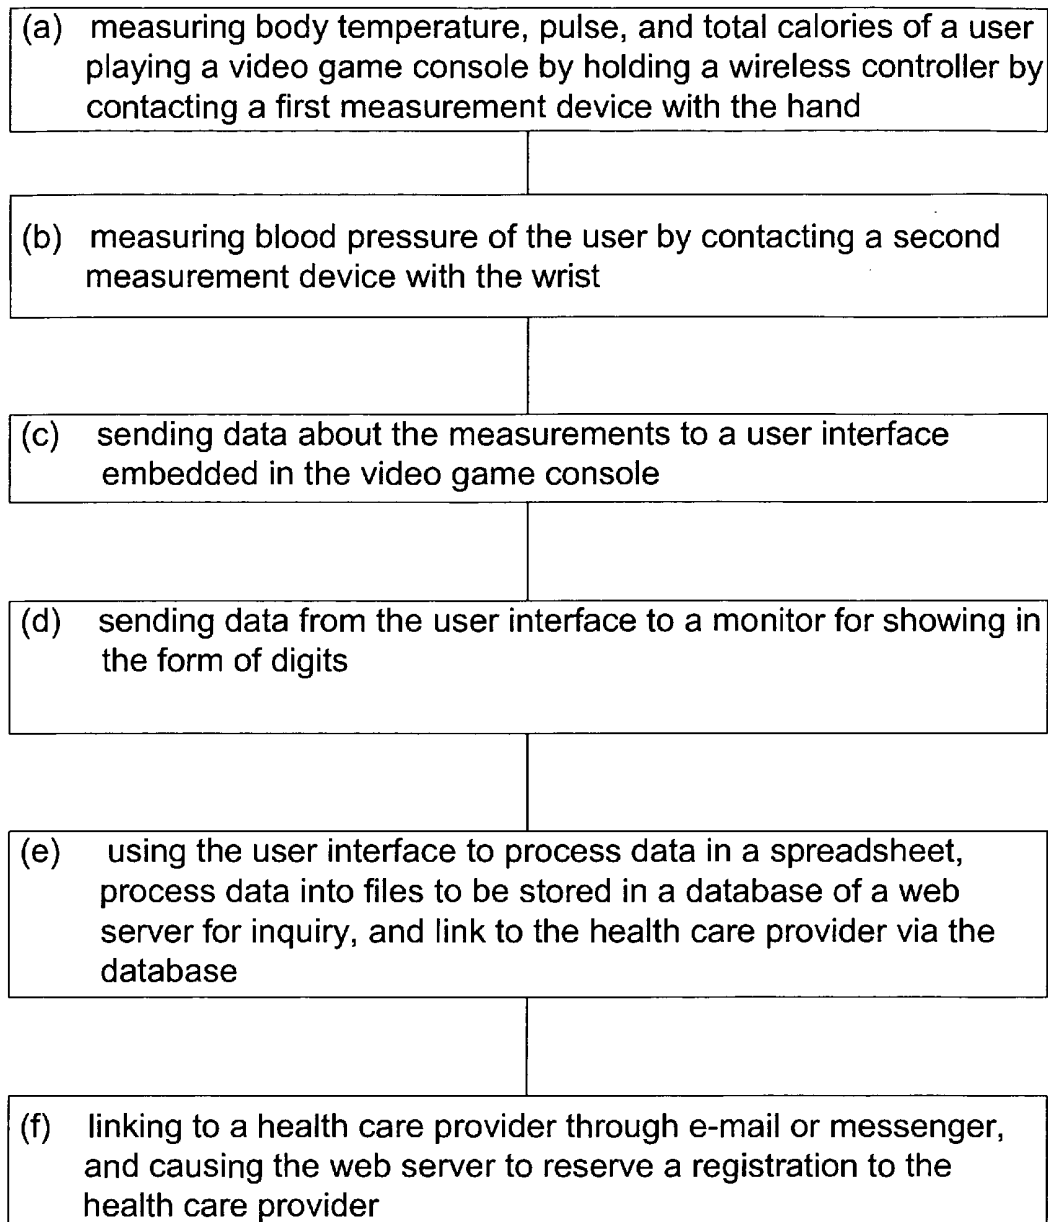 (a) measuring body temperature, pulse, and total calories of a user
playing a video game console by holding a wireless controller by
contacting a first measurement device with the hand
(b) measuring blood pressure of the user by contacting a second
measurement device with the wrist
(c) sending data about the measurements to a user interface
embedded in the video game console
(d) sending data from the user interface to a monitor for showing in
the form of digits
(e) using the user interface to process data in a spreadsheet,
process data into files to be stored in a database of a web
server for inquiry, and link to the health care provider via the
database
(f) linking to a health care provider through e-mail or messenger,
and causing the web server to reserve a registration to the
health care provider